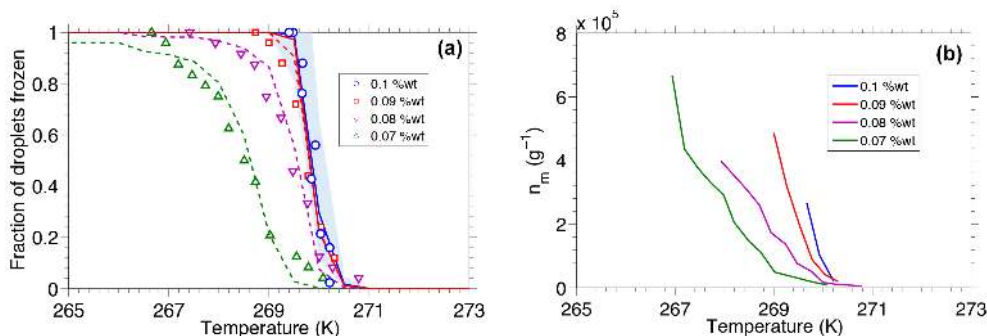 1
0.8
0.6
0.4
0.2
0
Fraction of droplets frozen
265 267 269 271 273
Temperature (K)
(a)
0.1 %wt
0.09 %wt
0.08 %wt
0.07 %wt
8 x 10⁵
6
4
2
0
nₘ (g⁻¹)
265 267 269 271 273
Temperature (K)
(b)
0.1 %wt
0.09 %wt
0.08 %wt
0.07 %wt